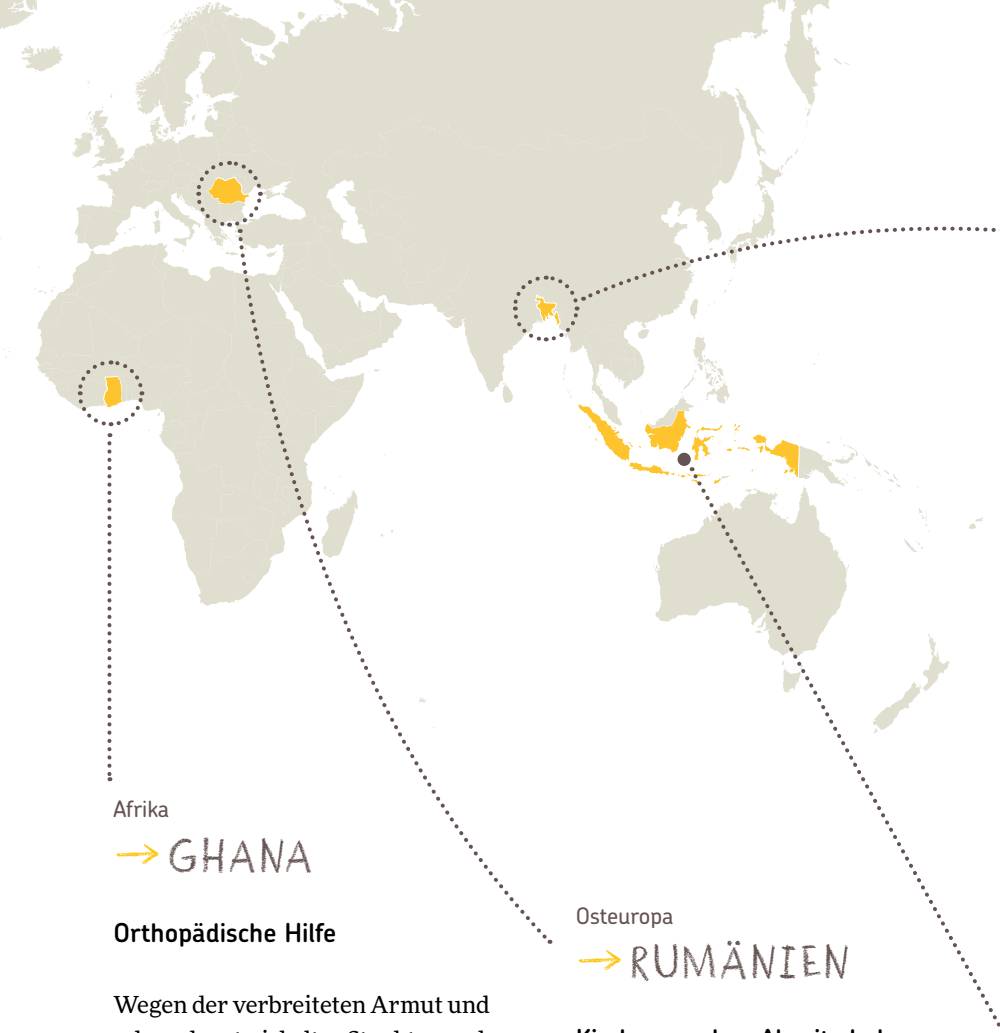 Afrika
→ GHANA
Orthopädische Hilfe
Wegen der verbreiteten Armut und
Osteuropa
→ RUMÄNIEN